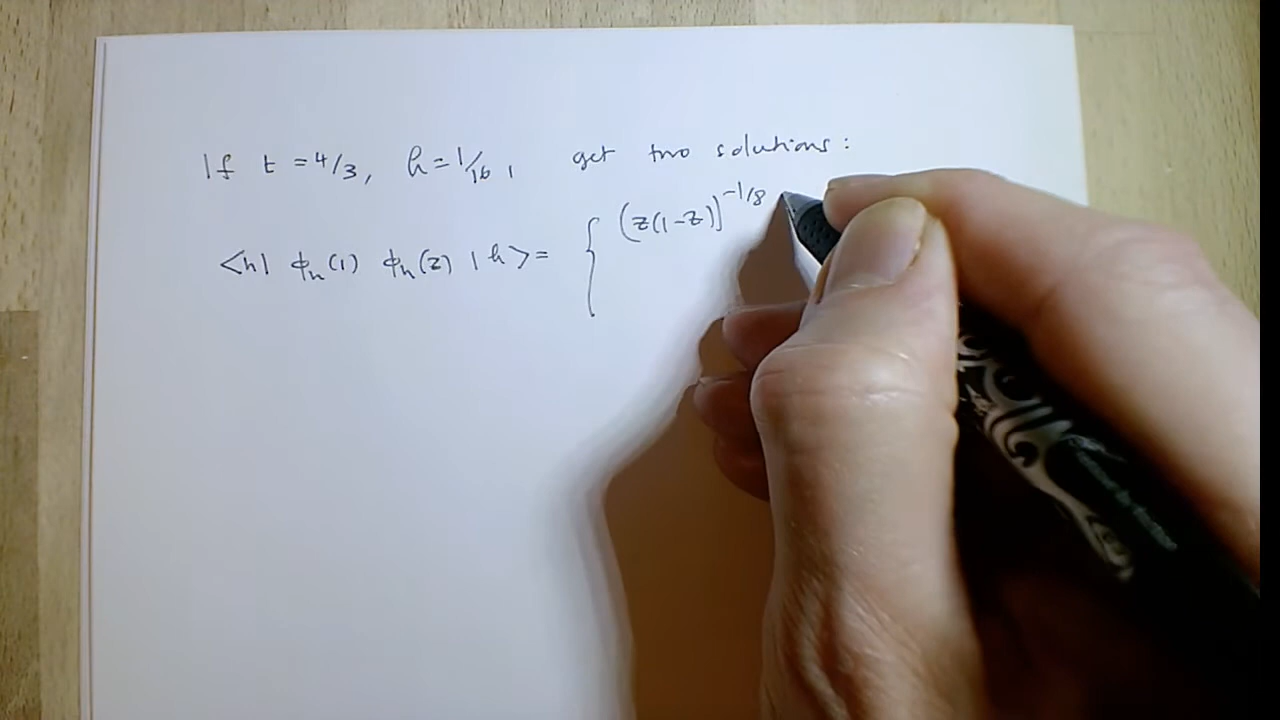 If t = 4/3, h = 1/16, get two solutions:
<h| φₕ(1) φₕ(z) |h> = { (z(1-z))^-1/8